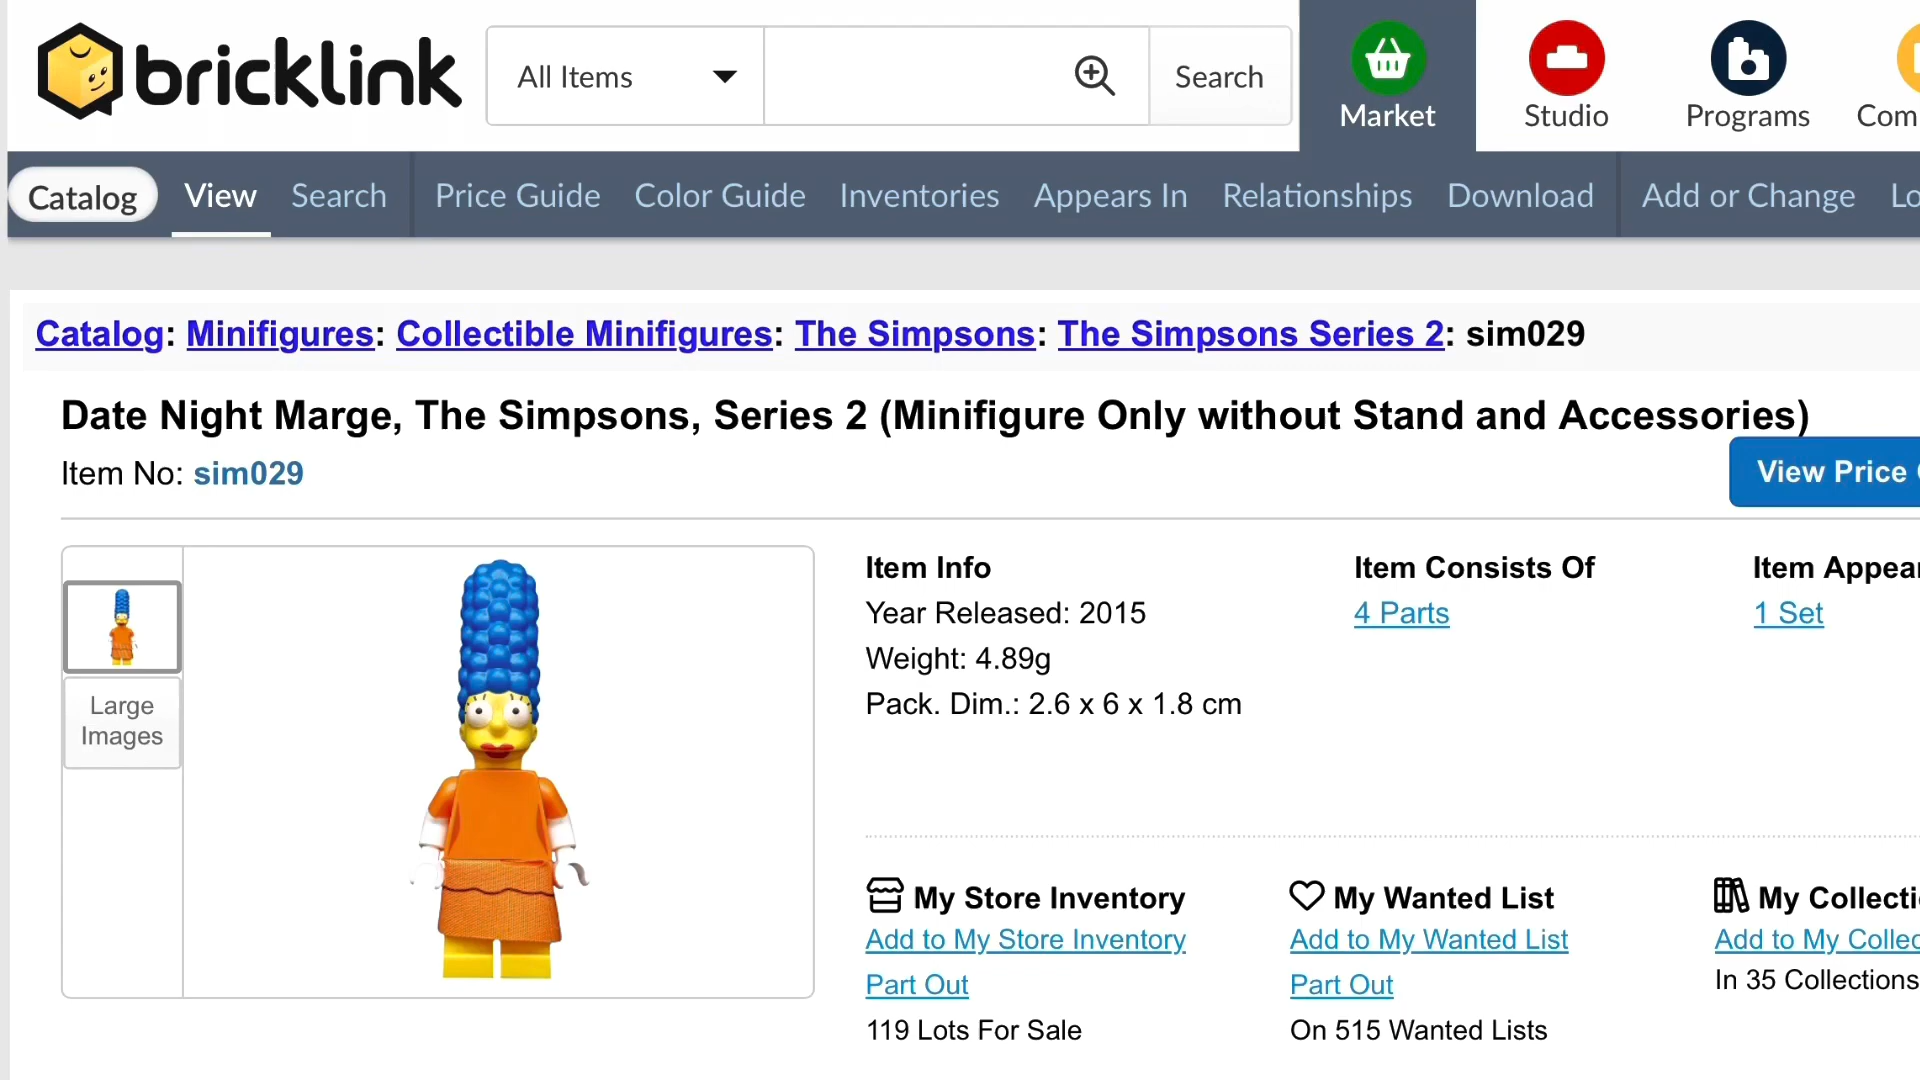 bricklink
All Items
Search
Market
Studio
Programs
Com
Catalog
View
Search
Price Guide
Color Guide
Inventories
Appears In
Relationships
Download
Add or Change
Lo
Catalog: Minifigures: Collectible Minifigures: The Simpsons: The Simpsons Series 2: sim029
Date Night Marge, The Simpsons, Series 2 (Minifigure Only without Stand and Accessories)
Item No: sim029
View Price
Large
Images
Item Info
Year Released: 2015
Weight: 4.89g
Pack. Dim.: 2.6 x 6 x 1.8 cm
Item Consists Of
4 Parts
Item Appear
1 Set
My Store Inventory
Add to My Store Inventory
Part Out
119 Lots For Sale
My Wanted List
Add to My Wanted List
Part Out
On 515 Wanted Lists
My Collecti
Add to My Collec
In 35 Collections